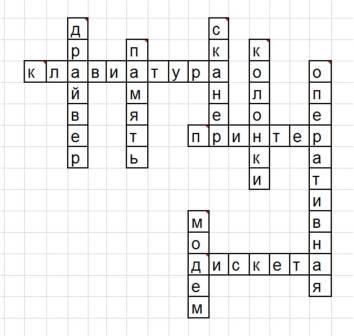 драйвер
сканер
память
колонки
клавиатура
оперативная
принтер
модем
дискета